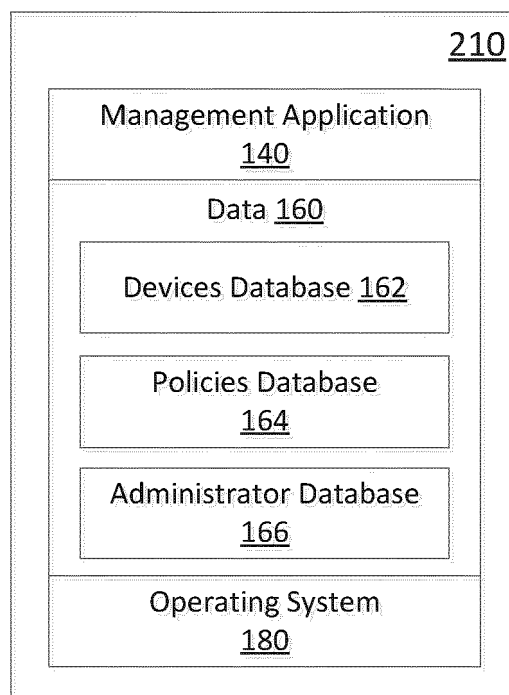 210
Management Application
140
Data 160
Devices Database 162
Policies Database
164
Administrator Database
166
Operating System
180